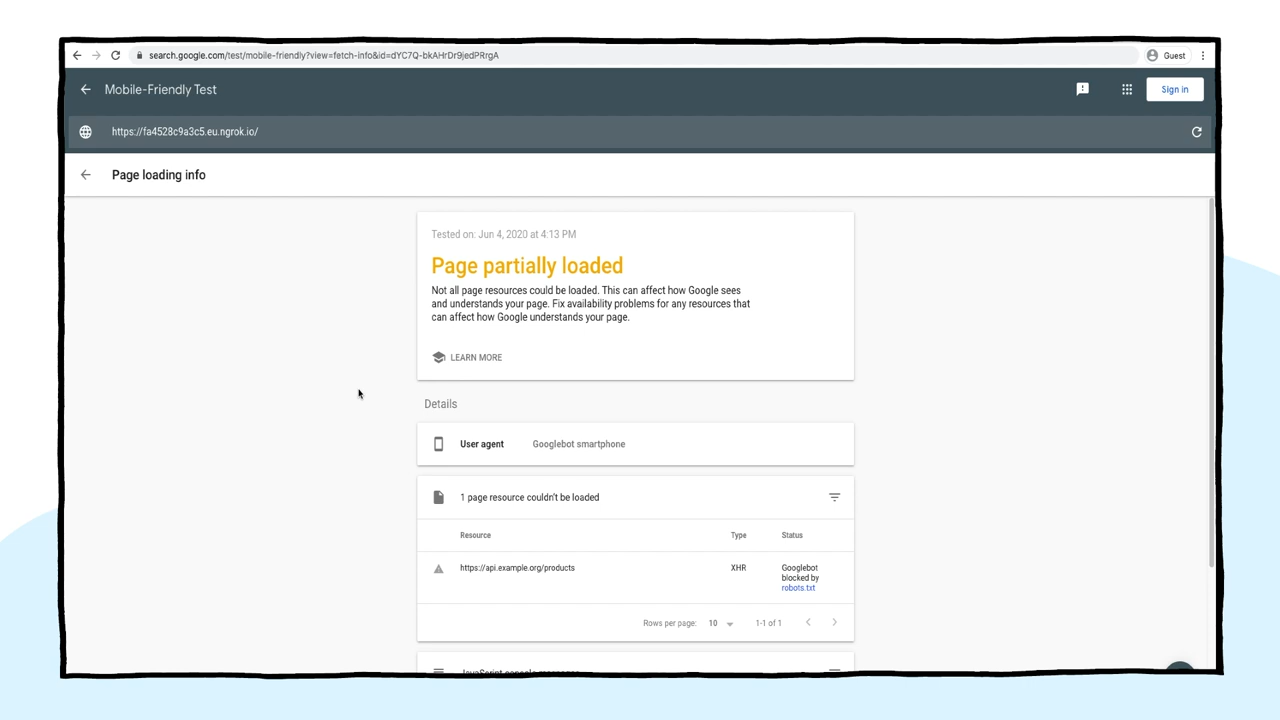 search.google.com/test/mobile-friendly?view=fetch-info&id=dYC7Q-bkAHrDr9jedPRrgA
Guest
Mobile-Friendly Test
Sign in
https://fa4528c9a3c5.eu.ngrok.io/
Page loading info
Tested on: Jun 4, 2020 at 4:13 PM
Page partially loaded
Not all page resources could be loaded. This can affect how Google sees
and understands your page. Fix availability problems for any resources that
can affect how Google understands your page.
LEARN MORE
Details
User agent Googlebot smartphone
1 page resource couldn't be loaded
Resource Type Status
https://api.example.org/products XHR Googlebot
blocked by
robots.txt
Rows per page: 10 1-1 of 1
JavaScript console messages